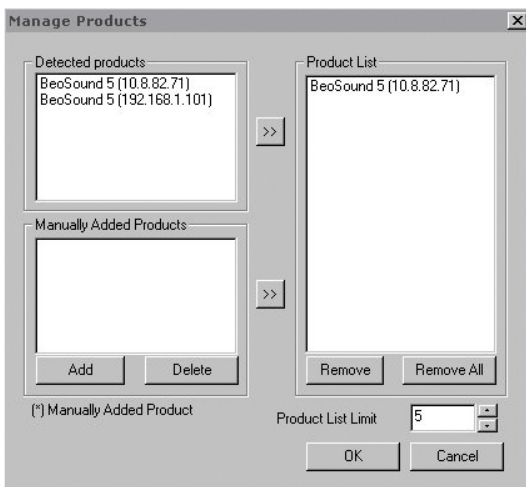 Manage Products
Detected products
BeoSound 5 (10.8.82.71)
BeoSound 5 (192.168.1.101)
>>
Manually Added Products
>>
Add
Delete
(*) Manually Added Product
Product List
BeoSound 5 (10.8.82.71)
Remove
Remove All
Product List Limit
5
OK
Cancel